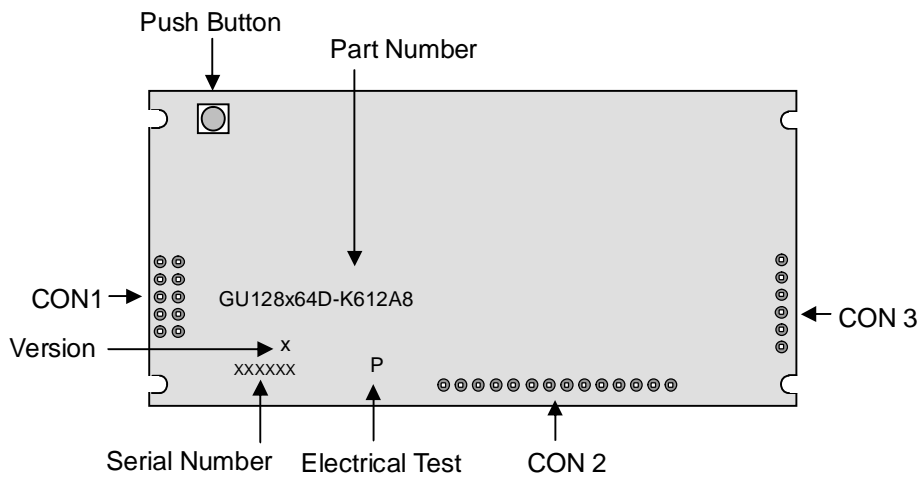 Push Button
Part Number
CON1
GU128x64D-K612A8
CON 3
Version
x
xxxxxx
P
Serial Number
Electrical Test
CON 2